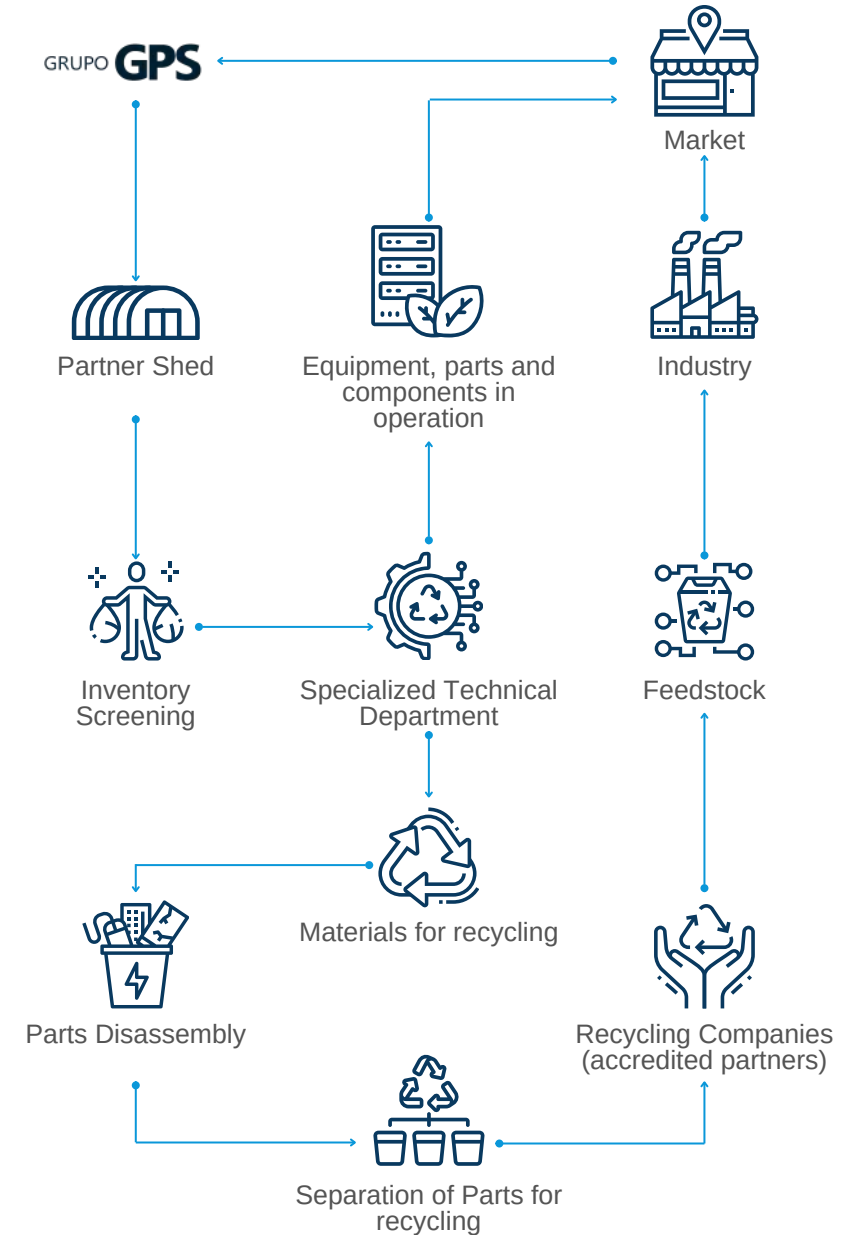 GRUPO GPS
Market
Partner Shed
Equipment, parts and
components in
operation
Industry
Inventory
Screening
Specialized Technical
Department
Feedstock
Materials for recycling
Parts Disassembly
Recycling Companies
(accredited partners)
Separation of Parts for
recycling